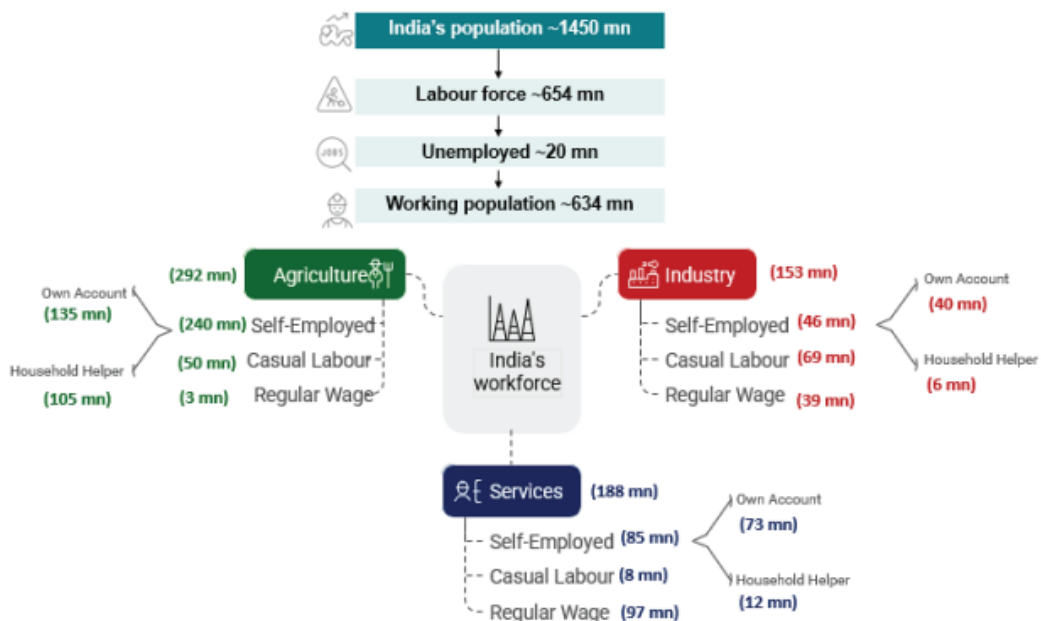 India's population ~1450 mn
Labour force ~654 mn
JOBS
Unemployed ~20 mn
Working population ~634 mn
(292 mn) Agriculture
Own Account
(135 mn)
(240 mn) Self-Employed
Household Helper
(105 mn)
(50 mn) Casual Labour
(3 mn) Regular Wage
India's
workforce
Industry (153 mn)
Self-Employed (46 mn)
Own Account
(40 mn)
Household Helper
(6 mn)
Casual Labour (69 mn)
Regular Wage (39 mn)
Services (188 mn)
Self-Employed (85 mn)
Own Account
(73 mn)
Household Helper
(12 mn)
Casual Labour (8 mn)
Regular Wage (97 mn)